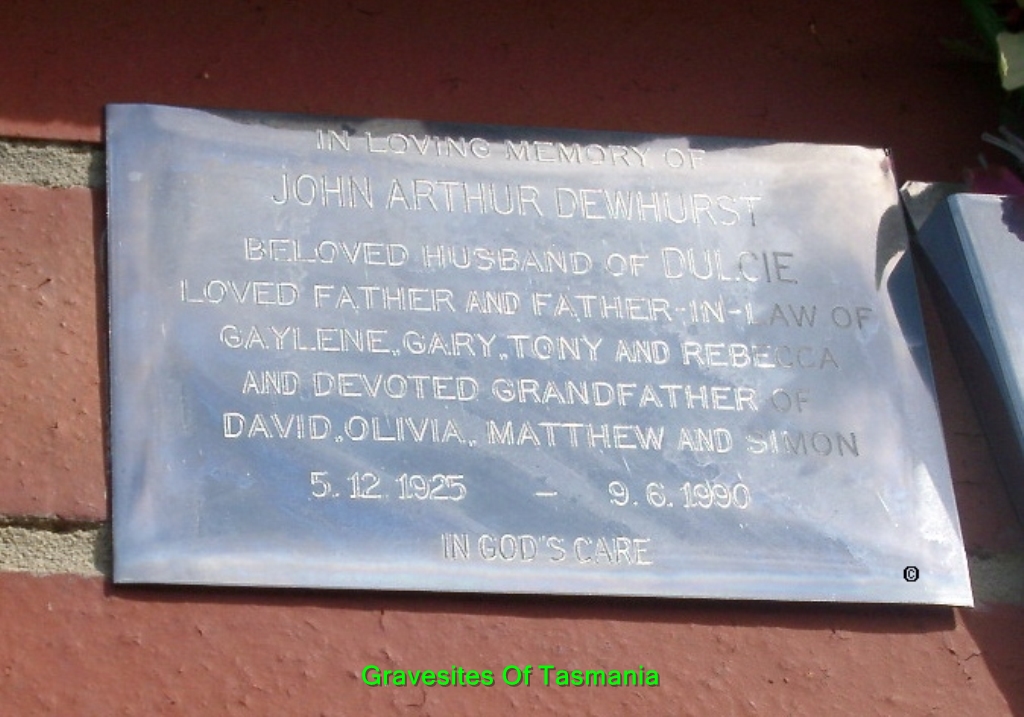 IN LOVING MEMORY OF
JOHN ARTHUR DEWHURST
BELOVED HUSBAND OF DULCIE
LOVED FATHER AND FATHER-IN-LAW OF
GAYLENE, GARY, TONY AND REBECCA
AND DEVOTED GRANDFATHER OF
DAVID, OLIVIA, MATTHEW AND SIMON
5.12.1925 - 9.6.1990
IN GOD'S CARE
©
Gravesites Of Tasmania